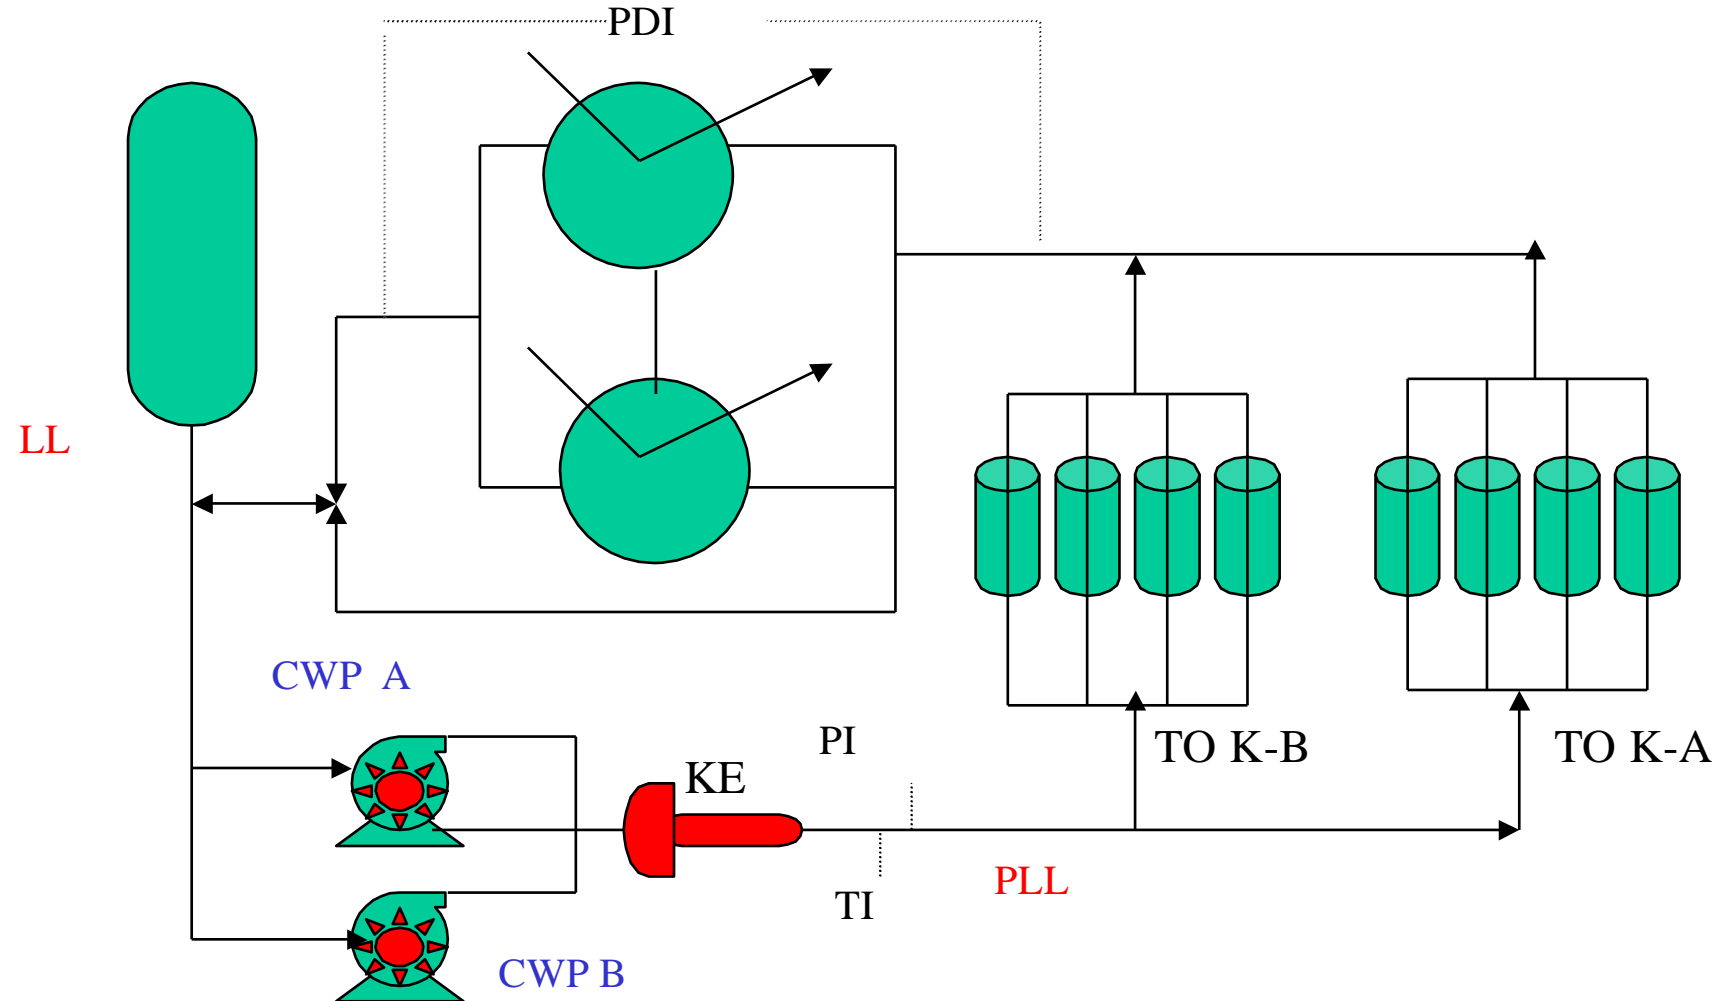 PDI
LL
CWP  A
PI
TO K-B
TO K-A
KE
PLL
TI
CWP B